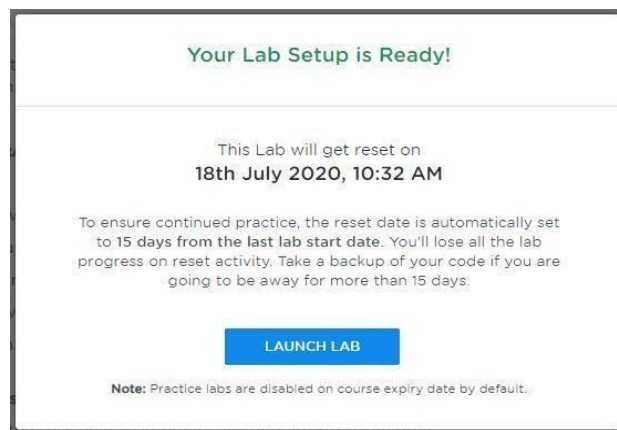 Your Lab Setup is Ready!
This Lab will get reset on
18th July 2020, 10:32 AM
To ensure continued practice, the reset date is automatically set
to 15 days from the last lab start date. You'll lose all the lab
progress on reset activity. Take a backup of your code if you are
going to be away for more than 15 days.
LAUNCH LAB
Note: Practice labs are disabled on course expiry date by default.